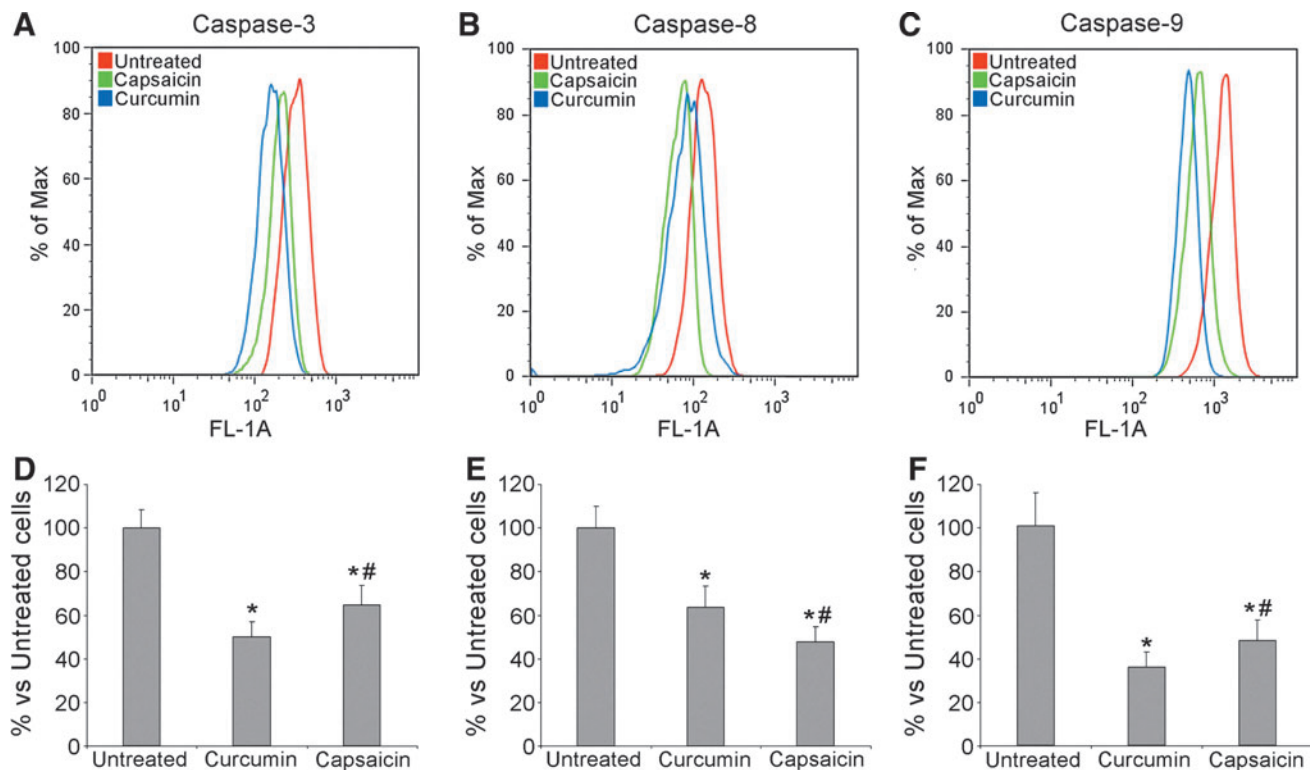 A Caspase-3
100
80
60
40
20
0
% of Max
Untreated
Capsaicin
Curcumin
10^0 10^1 10^2 10^3
FL-1A
B Caspase-8
100
80
60
40
20
0
% of Max
Untreated
Capsaicin
Curcumin
10^0 10^1 10^2 10^3
FL-1A
C Caspase-9
100
80
60
40
20
0
% of Max
Untreated
Capsaicin
Curcumin
10^0 10^1 10^2 10^3
FL-1A
D
% vs Untreated cells
120
100
80
60
40
20
0
*
*#
Untreated Curcumin Capsaicin
E
% vs Untreated cells
120
100
80
60
40
20
0
*
*#
Untreated Curcumin Capsaicin
F
% vs Untreated cells
120
100
80
60
40
20
0
*
*#
Untreated Curcumin Capsaicin